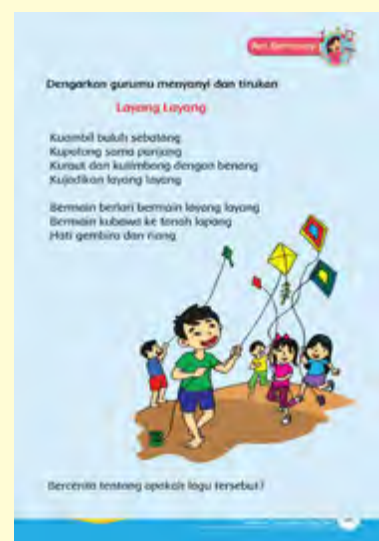 Ayo Bernyanyi
Dengarkan gurumu menyanyi dan tirukan
Layang Layang
Kuambil buluh sebatang
Kupotong sama panjang
Kuraut dan kutimbang dengan benang
Kujadikan layang layang
Bermain berlari bermain layang layang
Bermain kubawa ke tanah lapang
Hati gembira dan riang
Bercerita tentang apakah lagu tersebut?